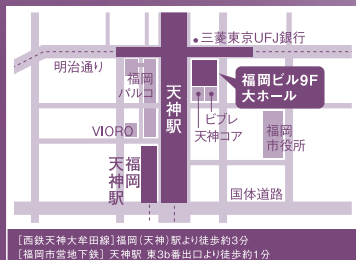 三菱東京UFJ銀行
明治通り
福岡
パルコ
天神駅
福岡ビル9F
大ホール
ビブレ
天神コア
VIORO
福岡
市役所
福岡
天神駅
国体道路
[西鉄天神大牟田線]福岡(天神)駅より徒歩約3分
[福岡市営地下鉄] 天神駅 東3b番出口より徒歩約1分